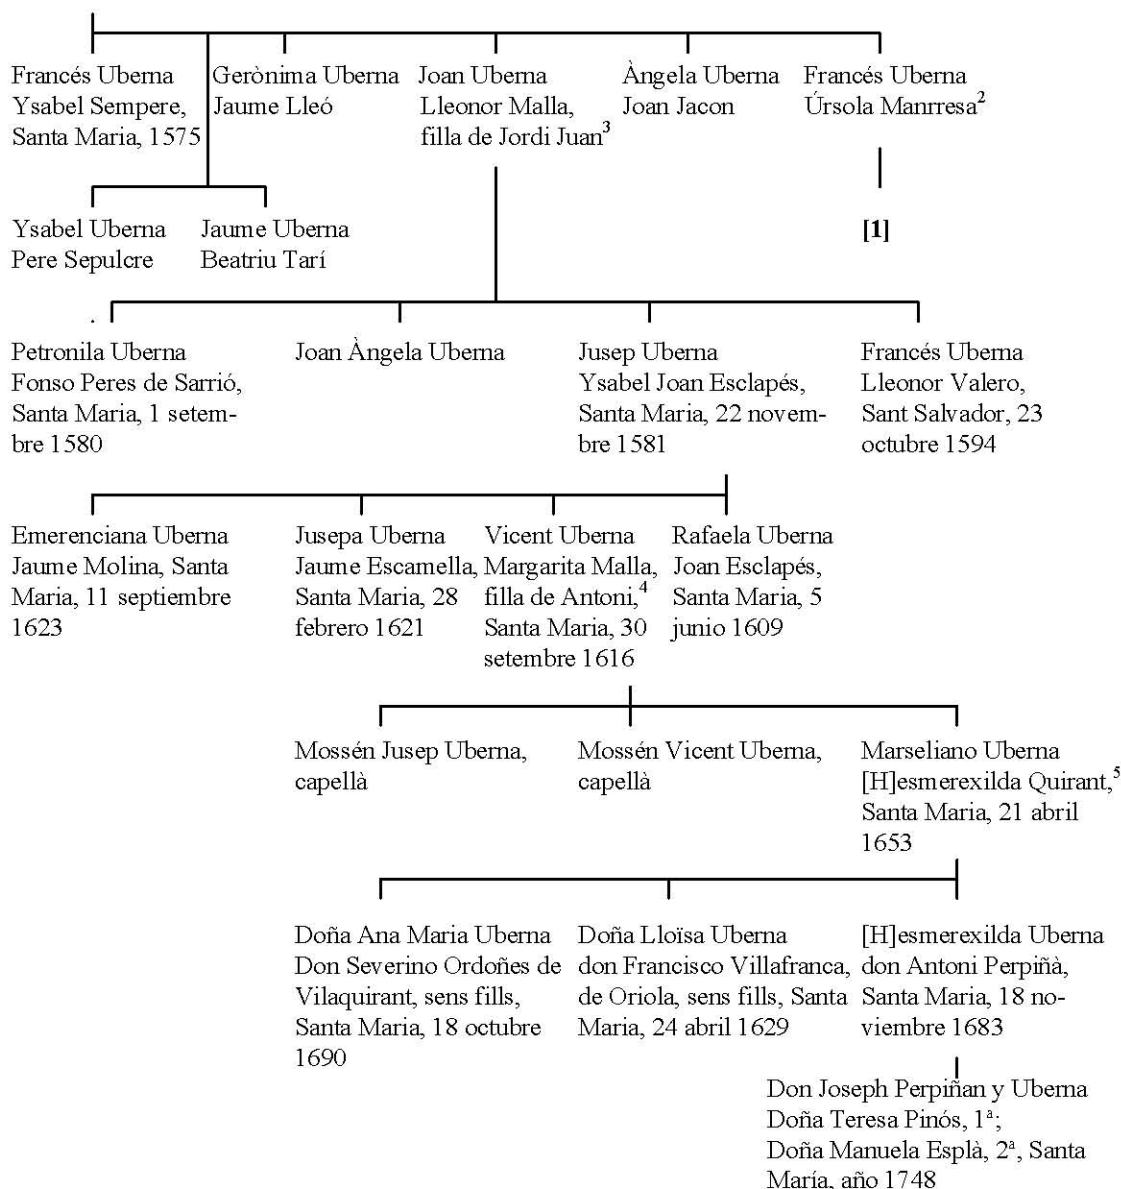 Francés Uberna
Ysabel Sempere,
Santa Maria, 1575
Gerònima Uberna
Jaume Lleó
Joan Uberna
Lleonor Malla,
filla de Jordi Juan³
Àngela Uberna
Joan Jacon
Francés Uberna
Úrsola Manrresa²
Ysabel Uberna
Pere Sepulcre
Jaume Uberna
Beatriu Tarí
[1]
Petronila Uberna
Fonso Peres de Sarrió,
Santa Maria, 1 setem-
bre 1580
Joan Àngela Uberna
Jusep Uberna
Ysabel Joan Esclapés,
Santa Maria, 22 novem-
bre 1581
Francés Uberna
Lleonor Valero,
Sant Salvador, 23
octubre 1594
Emerenciana Uberna
Jaume Molina, Santa
Maria, 11 septiembre
1623
Jusepa Uberna
Jaume Escamella,
Santa Maria, 28
febrero 1621
Vicent Uberna
Margarita Malla,
filla de Antoni,⁴
Santa Maria, 30
setembre 1616
Rafaela Uberna
Joan Esclapés,
Santa Maria, 5
junio 1609
Mossén Jusep Uberna,
capellà
Mossén Vicent Uberna,
capellà
Marseliano Uberna
[H]esmerexilda Quirant,⁵
Santa Maria, 21 abril
1653
Doña Ana Maria Uberna
Don Severino Ordoñes de
Vilaquirant, sens fills,
Santa Maria, 18 octubre
1690
Doña Lloïsa Uberna
don Francisco Villafranca,
de Oriola, sens fills, Santa
Maria, 24 abril 1629
[H]esmerexilda Uberna
don Antoni Perpiñà,
Santa Maria, 18 no-
viembre 1683
Don Joseph Perpiñan y Uberna
Doña Teresa Pinós, 1ª;
Doña Manuela Esplà, 2ª, Santa
María, año 1748